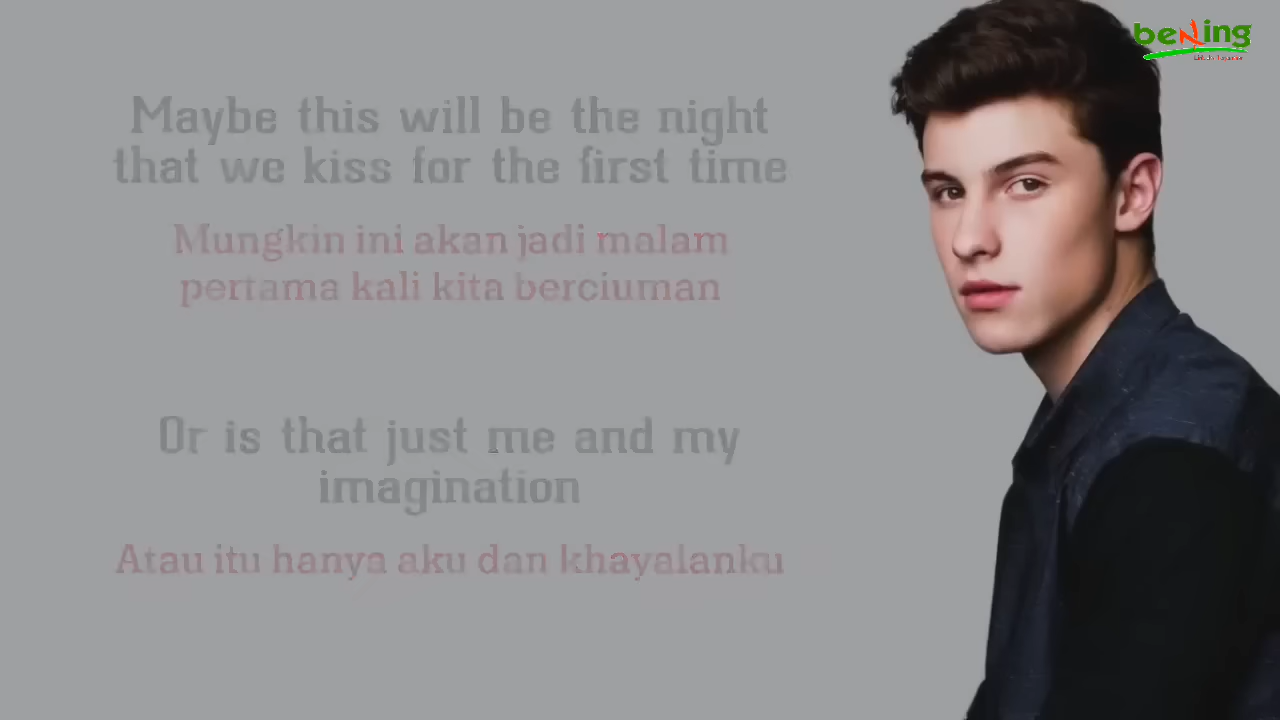 beNing
Maybe this will be the night
that we kiss for the first time
Mungkin ini akan jadi malam
pertama kali kita berciuman
Or is that just me and my
imagination
Atau itu hanya aku dan khayalanku